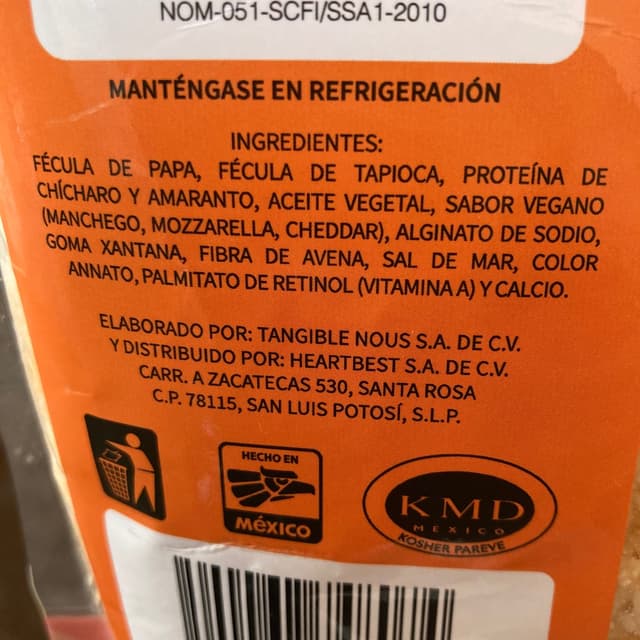 NOM-051-SCFI/SSA1-2010
MANTÉNGASE EN REFRIGERACIÓN
INGREDIENTES:
FÉCULA DE PAPA, FÉCULA DE TAPIOCA, PROTEÍNA DE
CHÍCHARO Y AMARANTO, ACEITE VEGETAL, SABOR VEGANO
(MANCHEGO, MOZZARELLA, CHEDDAR), ALGINATO DE SODIO,
GOMA XANTANA, FIBRA DE AVENA, SAL DE MAR, COLOR
ANNATO, PALMITATO DE RETINOL (VITAMINA A) Y CALCIO.
ELABORADO POR: TANGIBLE NOUS S.A. DE C.V.
Y DISTRIBUIDO POR: HEARTBEST S.A. DE C.V.
CARR. A ZACATECAS 530, SANTA ROSA
C.P. 78115, SAN LUIS POTOSÍ, S.L.P.
HECHO EN
MÉXICO
KMD
MEXICO
KOSHER PAREVE